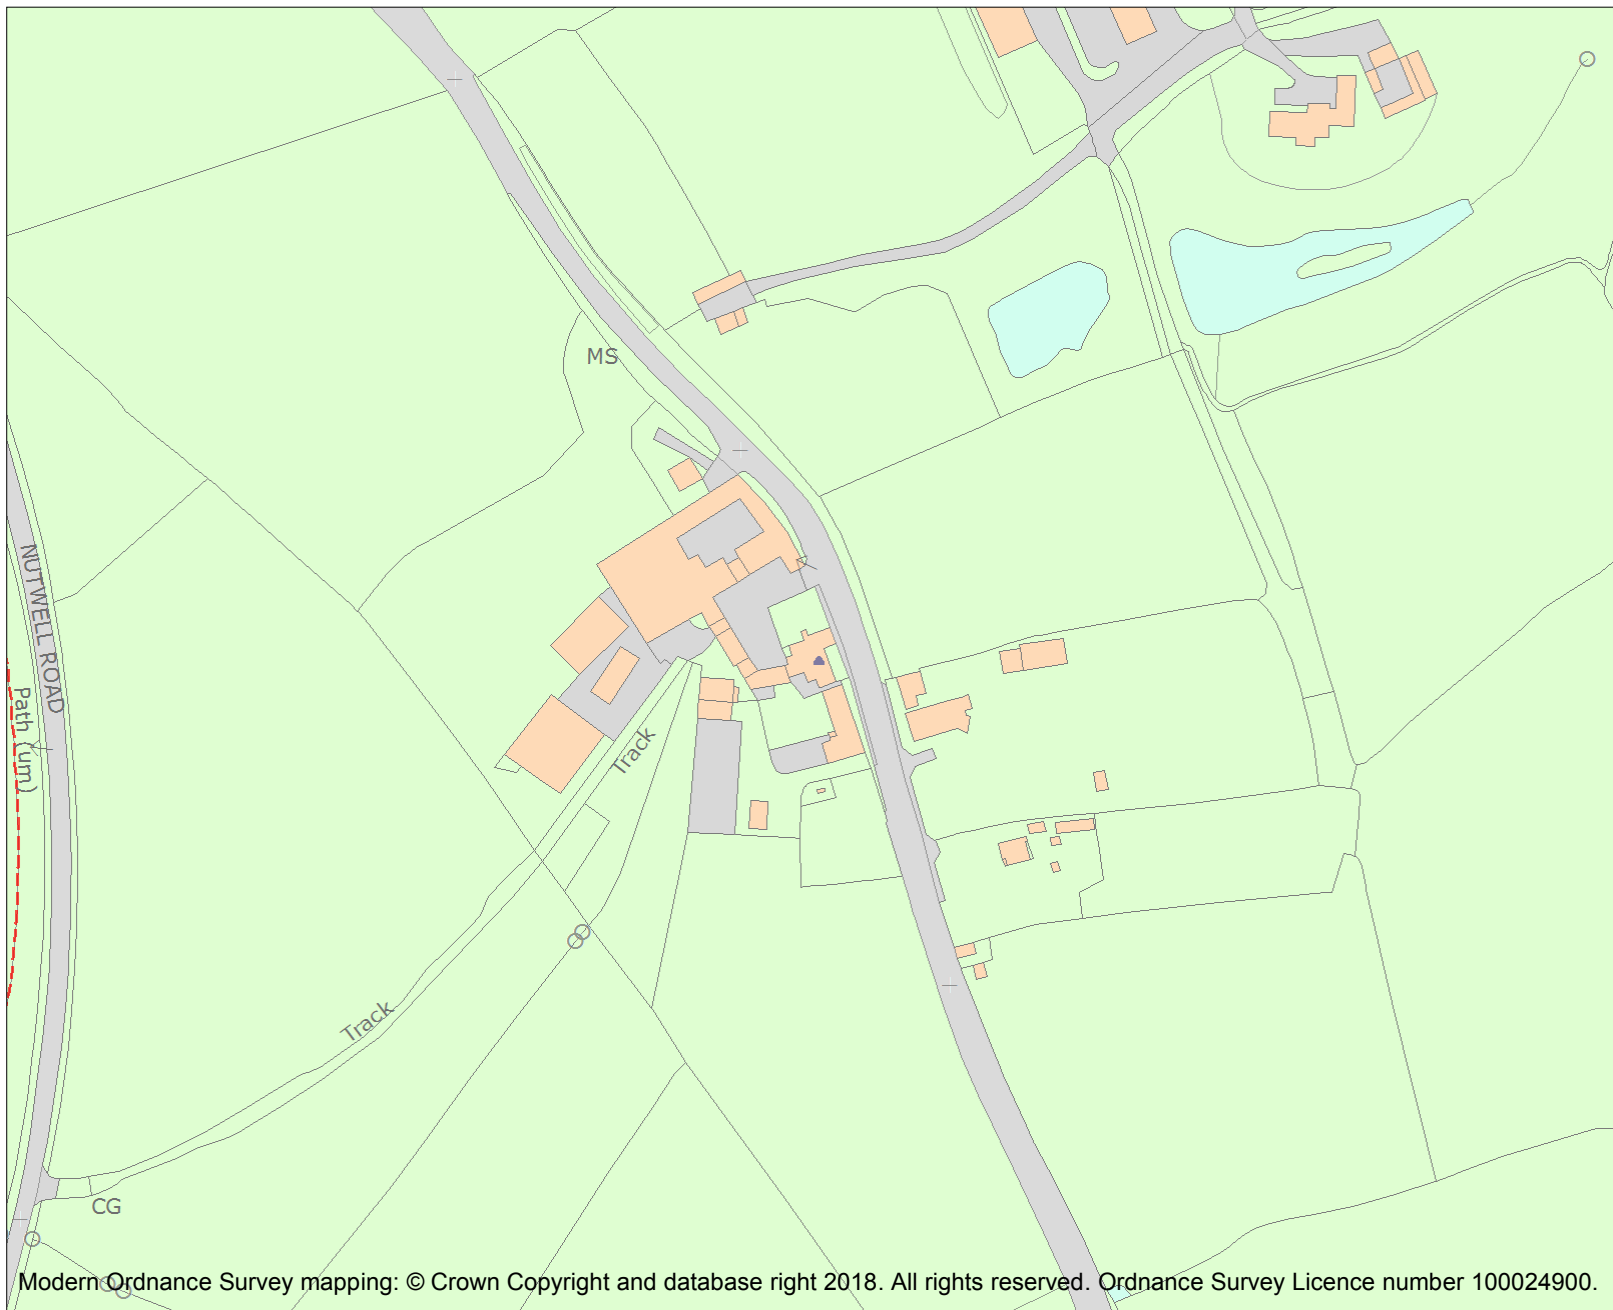 MS
NUTWELL ROAD
Path (um)
Track
Track
CG
Modern Ordnance Survey mapping: © Crown Copyright and database right 2018. All rights reserved. Ordnance Survey Licence number 100024900.